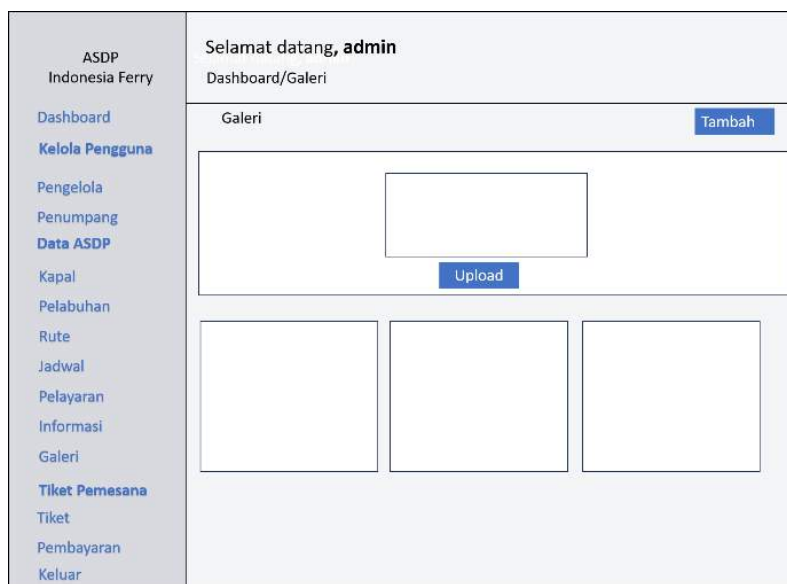 ASDP
Indonesia Ferry
Dashboard
Kelola Pengguna
Pengelola
Penumpang
Data ASDP
Kapal
Pelabuhan
Rute
Jadwal
Pelayaran
Informasi
Galeri
Tiket Pemesana
Tiket
Pembayaran
Keluar
Selamat datang, admin
Dashboard/Galeri
Galeri
Tambah
Upload